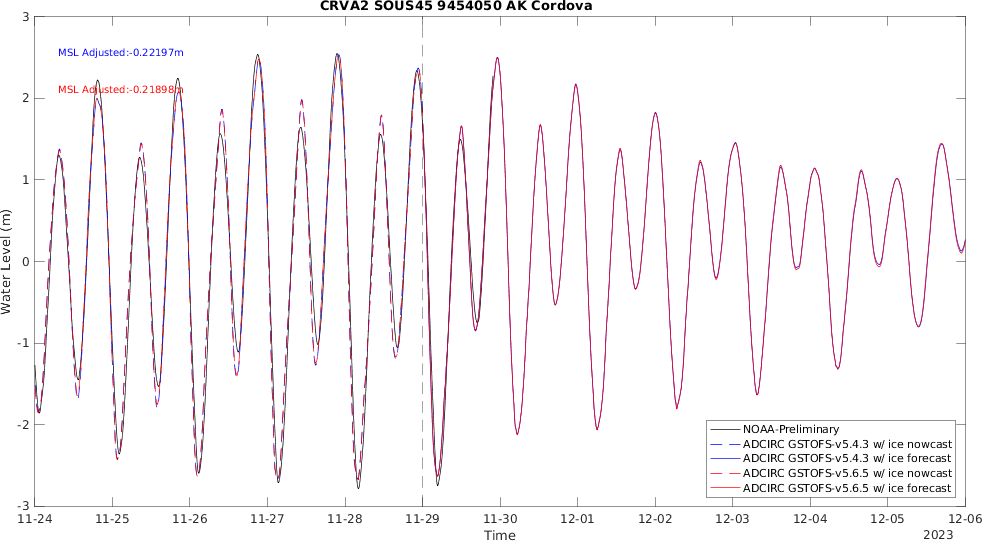 CRVA2 SOUS45 9454050 AK Cordova
MSL Adjusted:-0.22197m
MSL Adjusted:-0.21898m
Water Level (m)
3
2
1
0
-1
-2
-3
NOAA-Preliminary
ADCIRC GSTOFS-v5.4.3 w/ ice nowcast
ADCIRC GSTOFS-v5.4.3 w/ ice forecast
ADCIRC GSTOFS-v5.6.5 w/ ice nowcast
ADCIRC GSTOFS-v5.6.5 w/ ice forecast
11-24 11-25 11-26 11-27 11-28 11-29 11-30 12-01 12-02 12-03 12-04 12-05 12-06
Time
2023